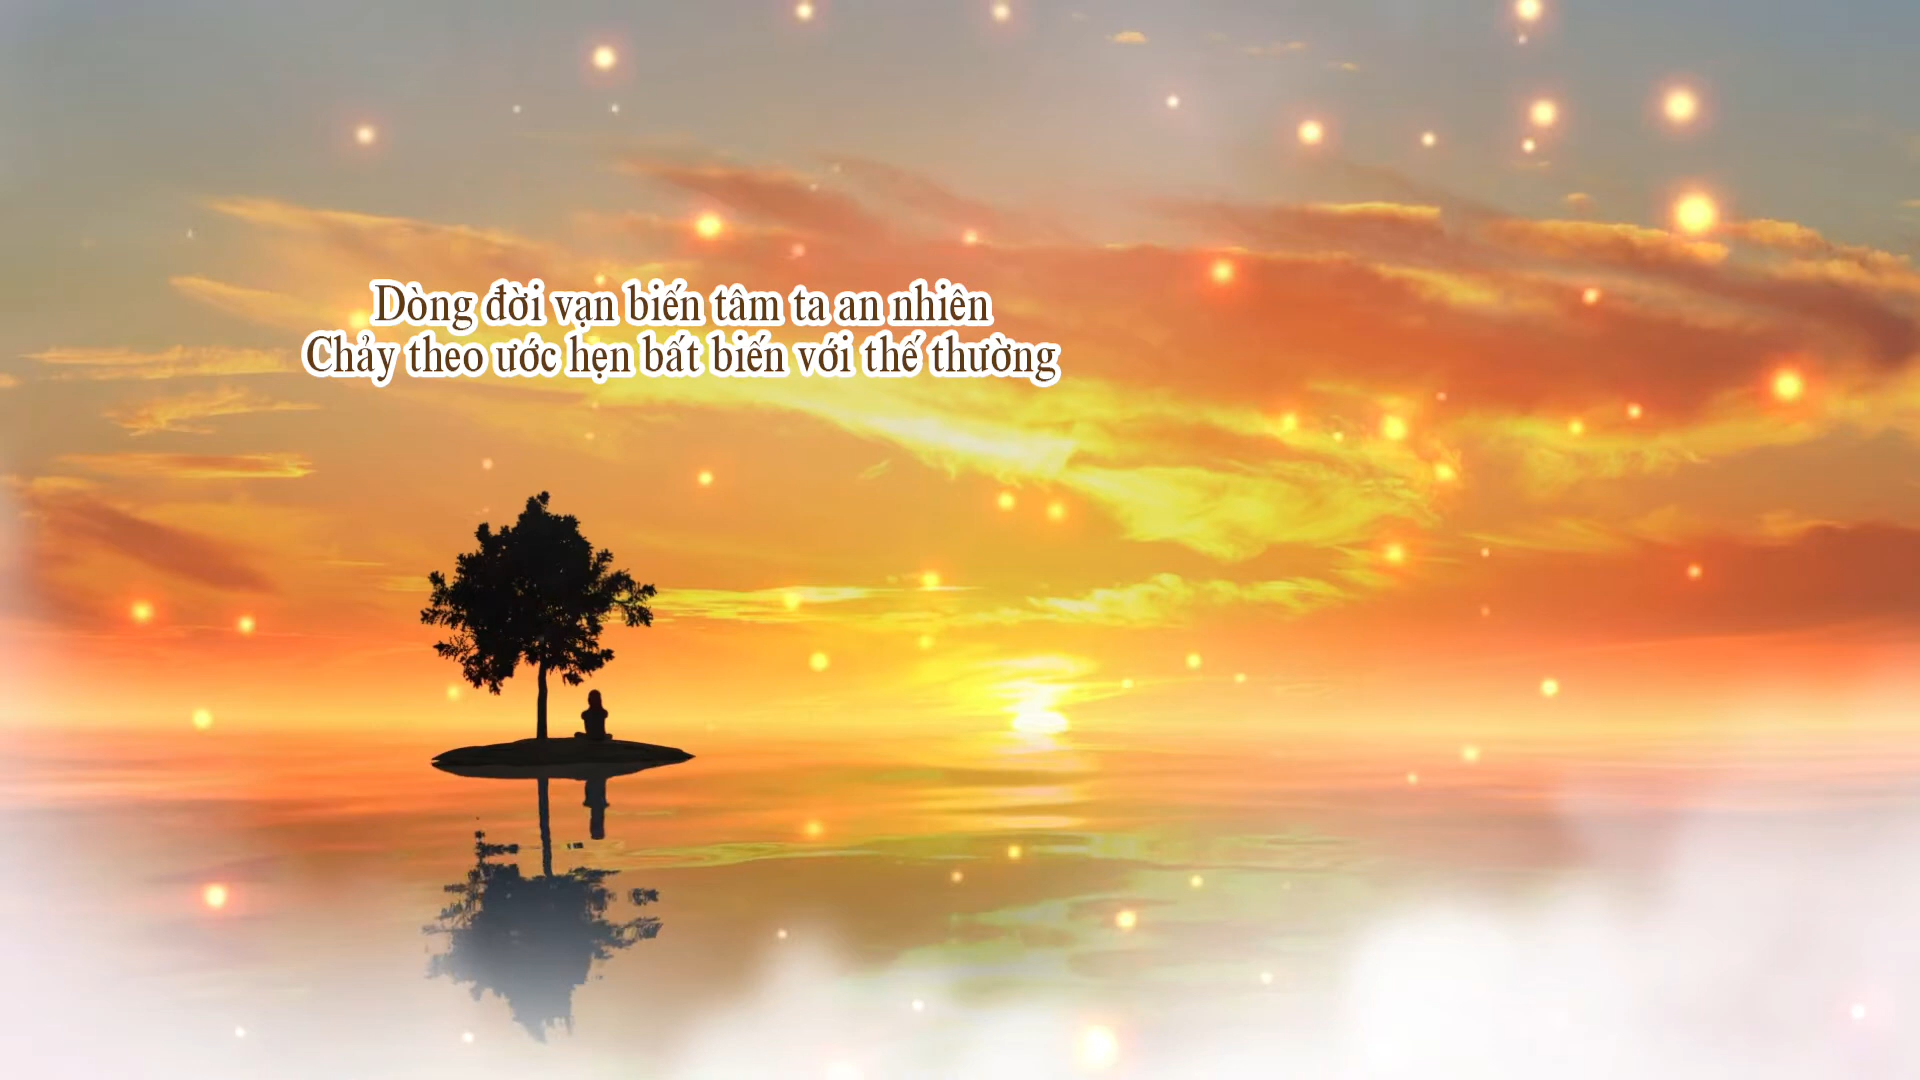 Dòng đời vạn biến tâm ta an nhiên
Chảy theo ước hẹn bất biến với thế thường